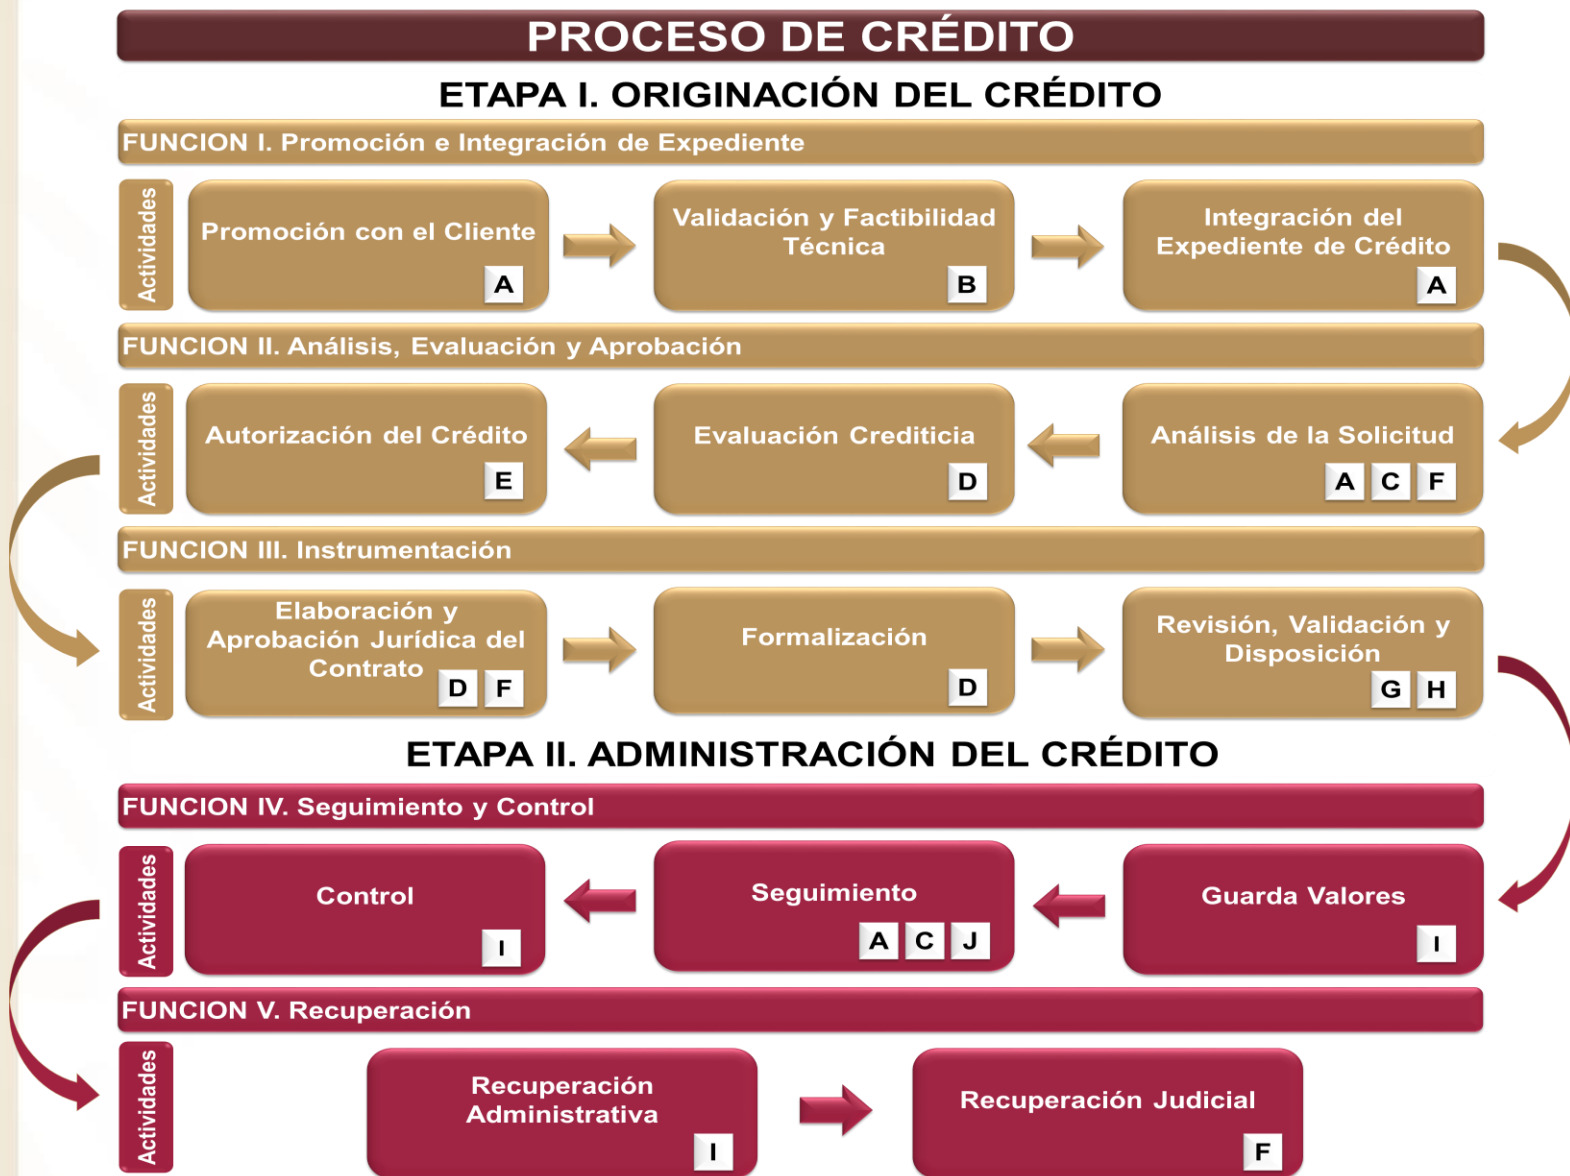 PROCESO DE CRÉDITO
ETAPA I. ORIGINACIÓN DEL CRÉDITO
FUNCION I. Promoción e Integración de Expediente
Actividades
Promoción con el Cliente
A
Validación y Factibilidad
Técnica
B
Integración del
Expediente de Crédito
A
FUNCION II. Análisis, Evaluación y Aprobación
Actividades
Autorización del Crédito
E
Evaluación Crediticia
D
Análisis de la Solicitud
A C F
FUNCION III. Instrumentación
Actividades
Elaboración y
Aprobación Jurídica del
Contrato
D F
Formalización
D
Revisión, Validación y
Disposición
G H
ETAPA II. ADMINISTRACIÓN DEL CRÉDITO
FUNCION IV. Seguimiento y Control
Actividades
Control
I
Seguimiento
A C J
Guarda Valores
I
FUNCION V. Recuperación
Actividades
Recuperación
Administrativa
I
Recuperación Judicial
F